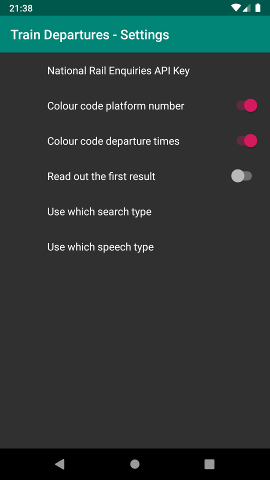 21:38
Train Departures - Settings
National Rail Enquiries API Key
Colour code platform number
Colour code departure times
Read out the first result
Use which search type
Use which speech type